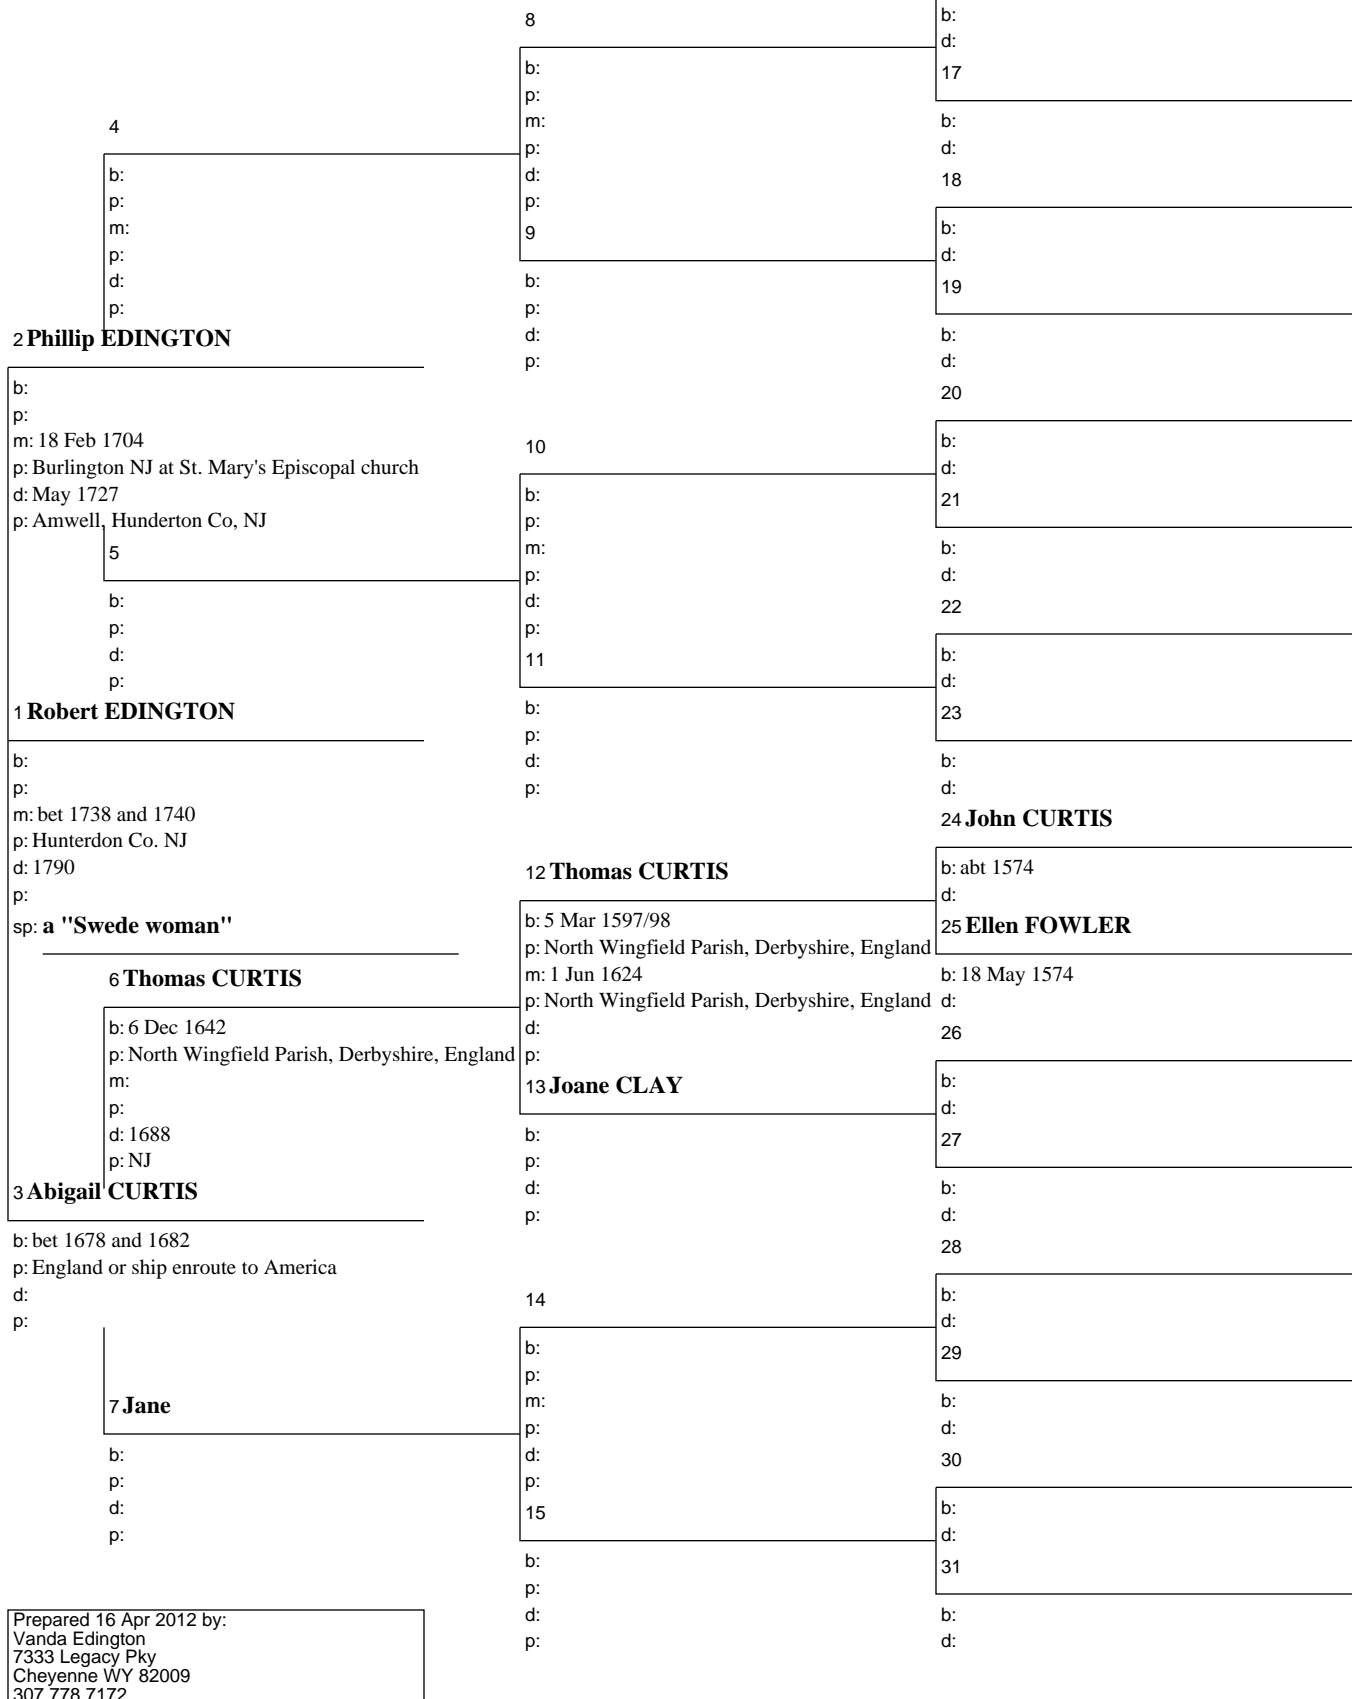 4
b:
p:
m:
p:
d:
p:
2 Phillip EDINGTON
b:
p:
m: 18 Feb 1704
p: Burlington NJ at St. Mary's Episcopal church
d: May 1727
p: Amwell, Hunderton Co, NJ
5
b:
p:
d:
p:
1 Robert EDINGTON
b:
p:
m: bet 1738 and 1740
p: Hunterdon Co. NJ
d: 1790
p:
sp: a "Swede woman"
6 Thomas CURTIS
b: 6 Dec 1642
p: North Wingfield Parish, Derbyshire, England
m:
p:
d: 1688
p: NJ
3 Abigail CURTIS
b: bet 1678 and 1682
p: England or ship enroute to America
d:
p:
7 Jane
b:
p:
d:
p:
Prepared 16 Apr 2012 by:
Vanda Edington
7333 Legacy Pky
Cheyenne WY 82009
307 778 7172
8
b:
p:
m:
p:
d:
p:
9
b:
p:
d:
p:
10
b:
p:
m:
p:
d:
p:
11
b:
p:
d:
p:
12 Thomas CURTIS
b: 5 Mar 1597/98
p: North Wingfield Parish, Derbyshire, England
m: 1 Jun 1624
p: North Wingfield Parish, Derbyshire, England
d:
p:
13 Joane CLAY
b:
p:
d:
p:
14
b:
p:
m:
p:
d:
p:
15
b:
p:
d:
p:
b:
d:
17
b:
d:
18
b:
d:
19
b:
d:
20
b:
d:
21
b:
d:
22
b:
d:
23
b:
d:
24 John CURTIS
b: abt 1574
d:
25 Ellen FOWLER
b: 18 May 1574
d:
26
b:
d:
27
b:
d:
28
b:
d:
29
b:
d:
30
b:
d:
31
b:
d: